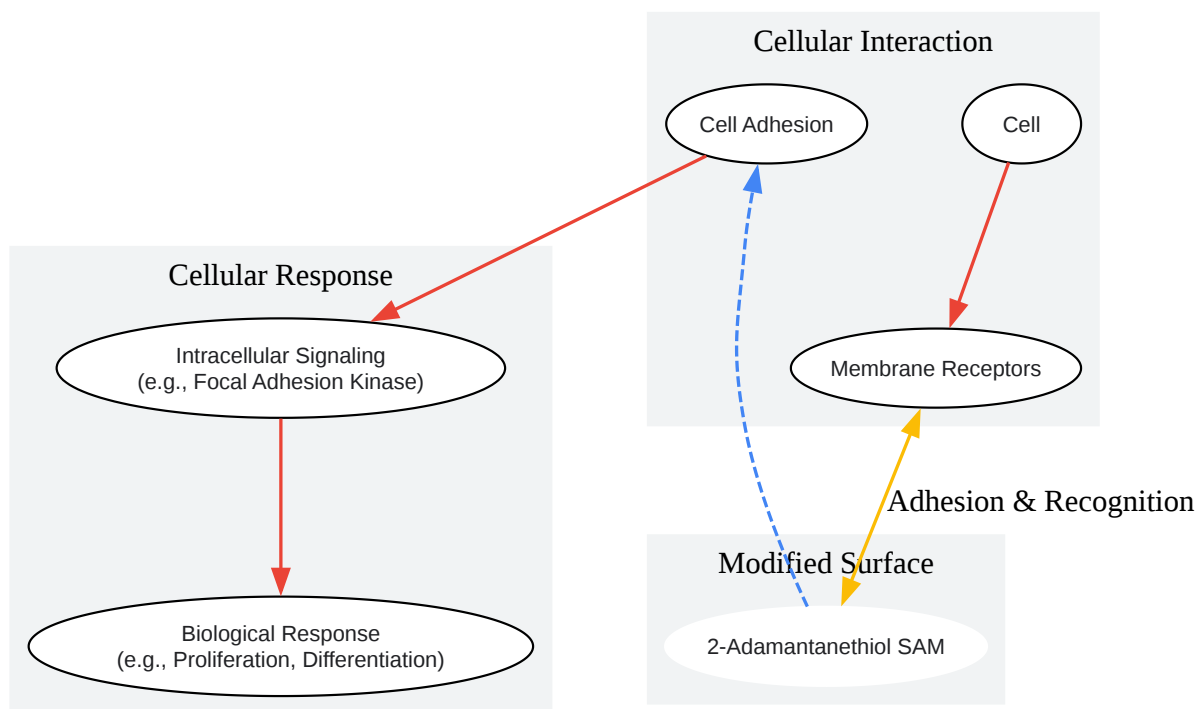 Cellular Interaction
Cell Adhesion
Cell
Cellular Response
Intracellular Signaling
(e.g., Focal Adhesion Kinase)
Membrane Receptors
Adhesion & Recognition
Modified Surface
Biological Response
(e.g., Proliferation, Differentiation)
2-Adamantanethiol SAM